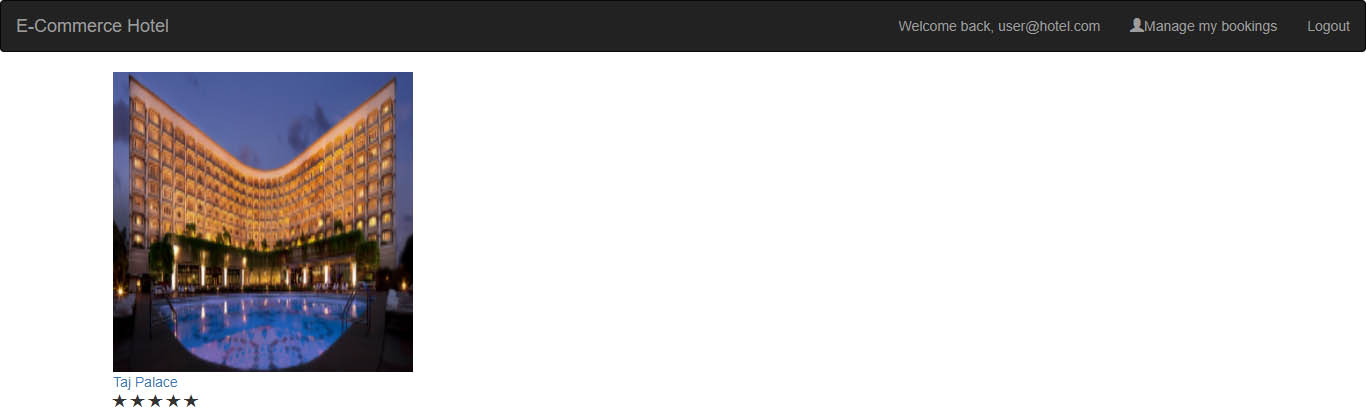 E-Commerce Hotel
Welcome back, user@hotel.com
Manage my bookings
Logout
Taj Palace
★★★★★